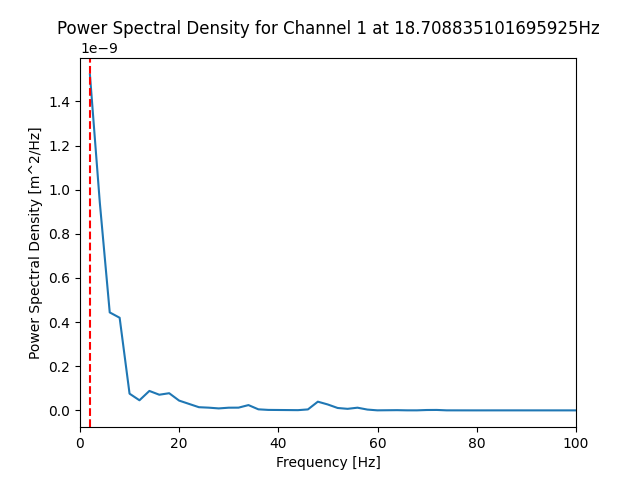 Power Spectral Density for Channel 1 at 18.708835101695925Hz
1e−9
1.4
1.2
1.0
0.8
0.6
0.4
0.2
0.0
Power Spectral Density [m^2/Hz]
0 20 40 60 80 100
Frequency [Hz]